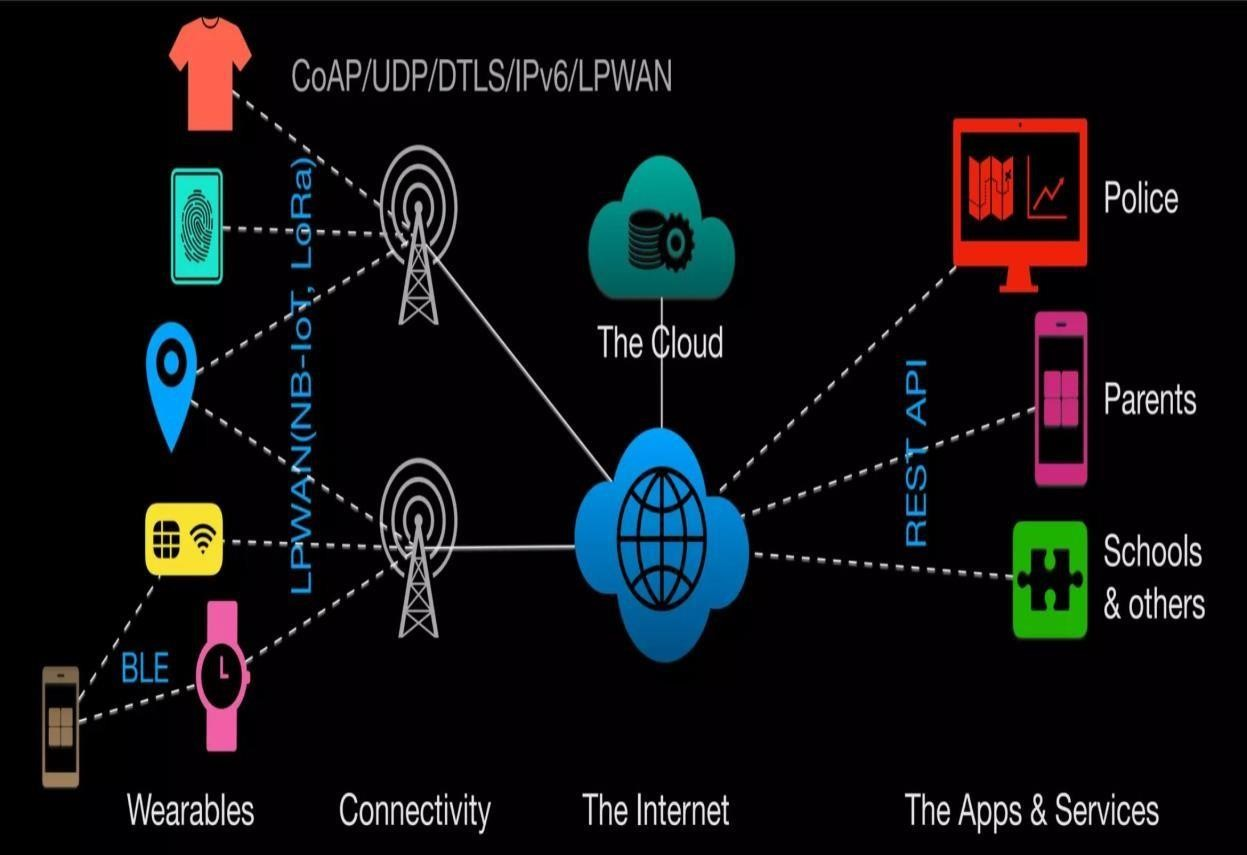 CoAP/UDP/DTLS/IPv6/LPWAN
LPWAN(NB-IoT, LoRa)
The Cloud
REST API
Police
Parents
Schools
& others
BLE
Wearables
Connectivity
The Internet
The Apps & Services